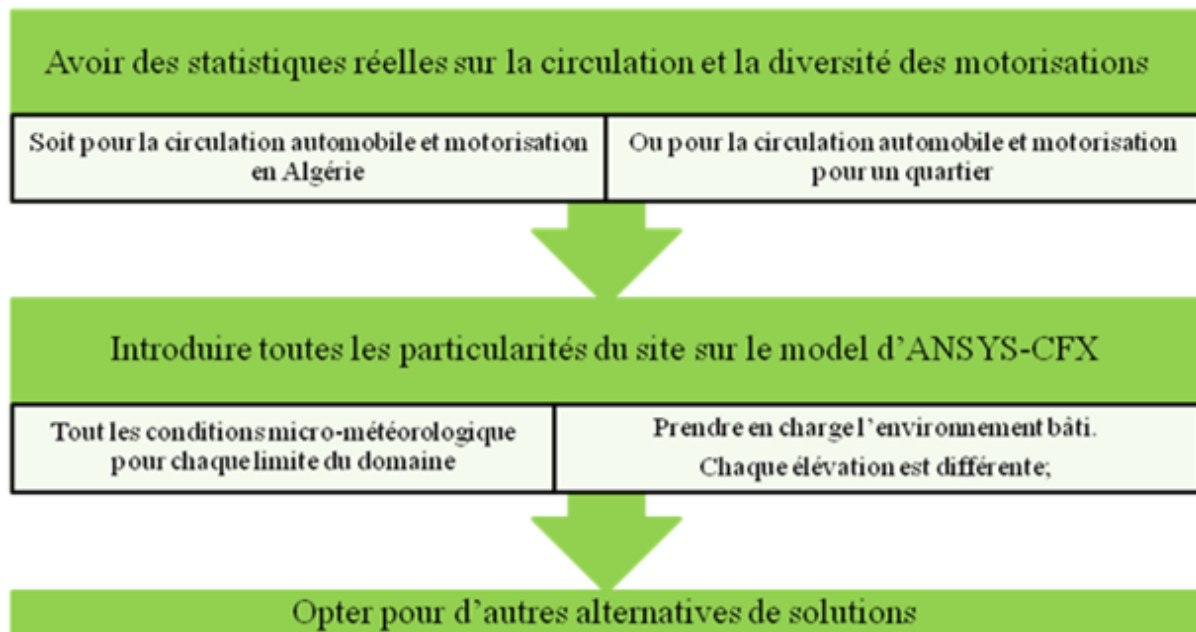 Avoir des statistiques réelles sur la circulation et la diversité des motorisations
Soit pour la circulation automobile et motorisation
en Algérie
Ou pour la circulation automobile et motorisation
pour un quartier
Introduire toutes les particularités du site sur le model d'ANSYS-CFX
Tout les conditions micro-météorologique
pour chaque limite du domaine
Prendre en charge l'environnement bâti.
Chaque élévation est différente;
Opter pour d'autres alternatives de solutions